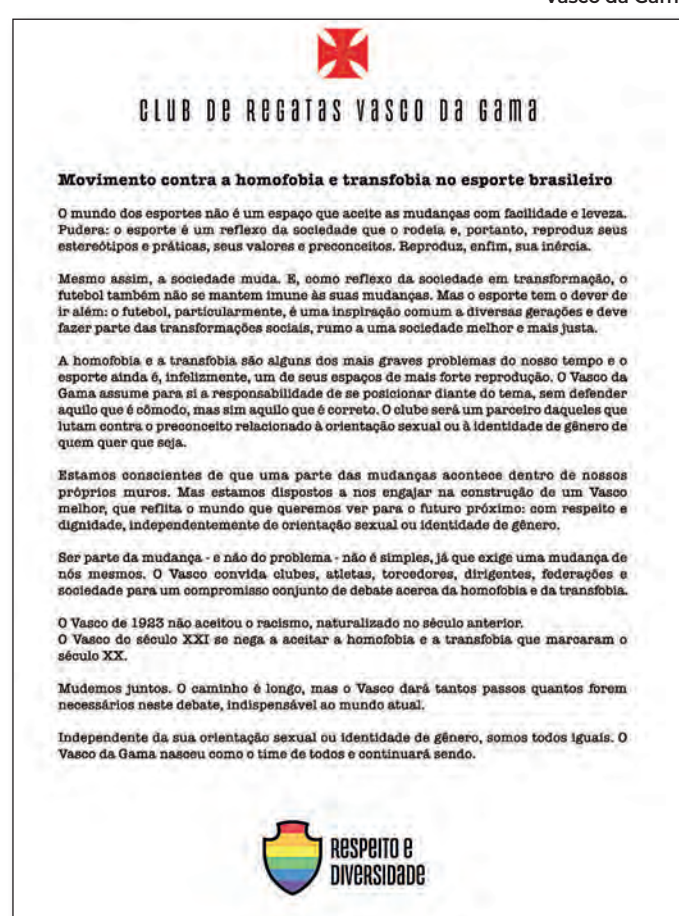 Vasco da Gam
CLUB DE REGATAS VASCO DA GAMA
Movimento contra a homofobia e transfobia no esporte brasileiro
O mundo dos esportes não é um espaço que aceite as mudanças com facilidade e leveza.
Pudera: o esporte é um reflexo da sociedade que o rodeia e, portanto, reproduz seus
estereótipos e práticas, seus valores e preconceitos. Reproduz, enfim, sua inércia.
Mesmo assim, a sociedade muda. E, como reflexo da sociedade em transformação, o
futebol também não se mantem imune às suas mudanças. Mas o esporte tem o dever de
ir além: o futebol, particularmente, é uma inspiração comum a diversas gerações e deve
fazer parte das transformações sociais, rumo a uma sociedade melhor e mais justa.
A homofobia e a transfobia são alguns dos mais graves problemas do nosso tempo e o
esporte ainda é, infelizmente, um de seus espaços de mais forte reprodução. O Vasco da
Gama assume para si a responsabilidade de se posicionar diante do tema, sem defender
aquilo que é cômodo, mas sim aquilo que é correto. O clube será um parceiro daqueles que
lutam contra o preconceito relacionado à orientação sexual ou à identidade de gênero de
quem quer que seja.
Estamos conscientes de que uma parte das mudanças acontece dentro de nossos
próprios muros. Mas estamos dispostos a nos engajar na construção de um Vasco
melhor, que reflita o mundo que queremos ver para o futuro próximo: com respeito e
dignidade, independentemente de orientação sexual ou identidade de gênero.
Ser parte da mudança - e não do problema - não é simples, já que exige uma mudança de
nós mesmos. O Vasco convida clubes, atletas, torcedores, dirigentes, federações e
sociedade para um compromisso conjunto de debate acerca da homofobia e da transfobia.
O Vasco de 1923 não aceitou o racismo, naturalizado no século anterior.
O Vasco do século XXI se nega a aceitar a homofobia e a transfobia que marcaram o
século XX.
Mudemos juntos. O caminho é longo, mas o Vasco dará tantos passos quantos forem
necessários neste debate, indispensável ao mundo atual.
Independente da sua orientação sexual ou identidade de gênero, somos todos iguais. O
Vasco da Gama nasceu como o time de todos e continuará sendo.
RESPEITO E
DIVERSIDADE